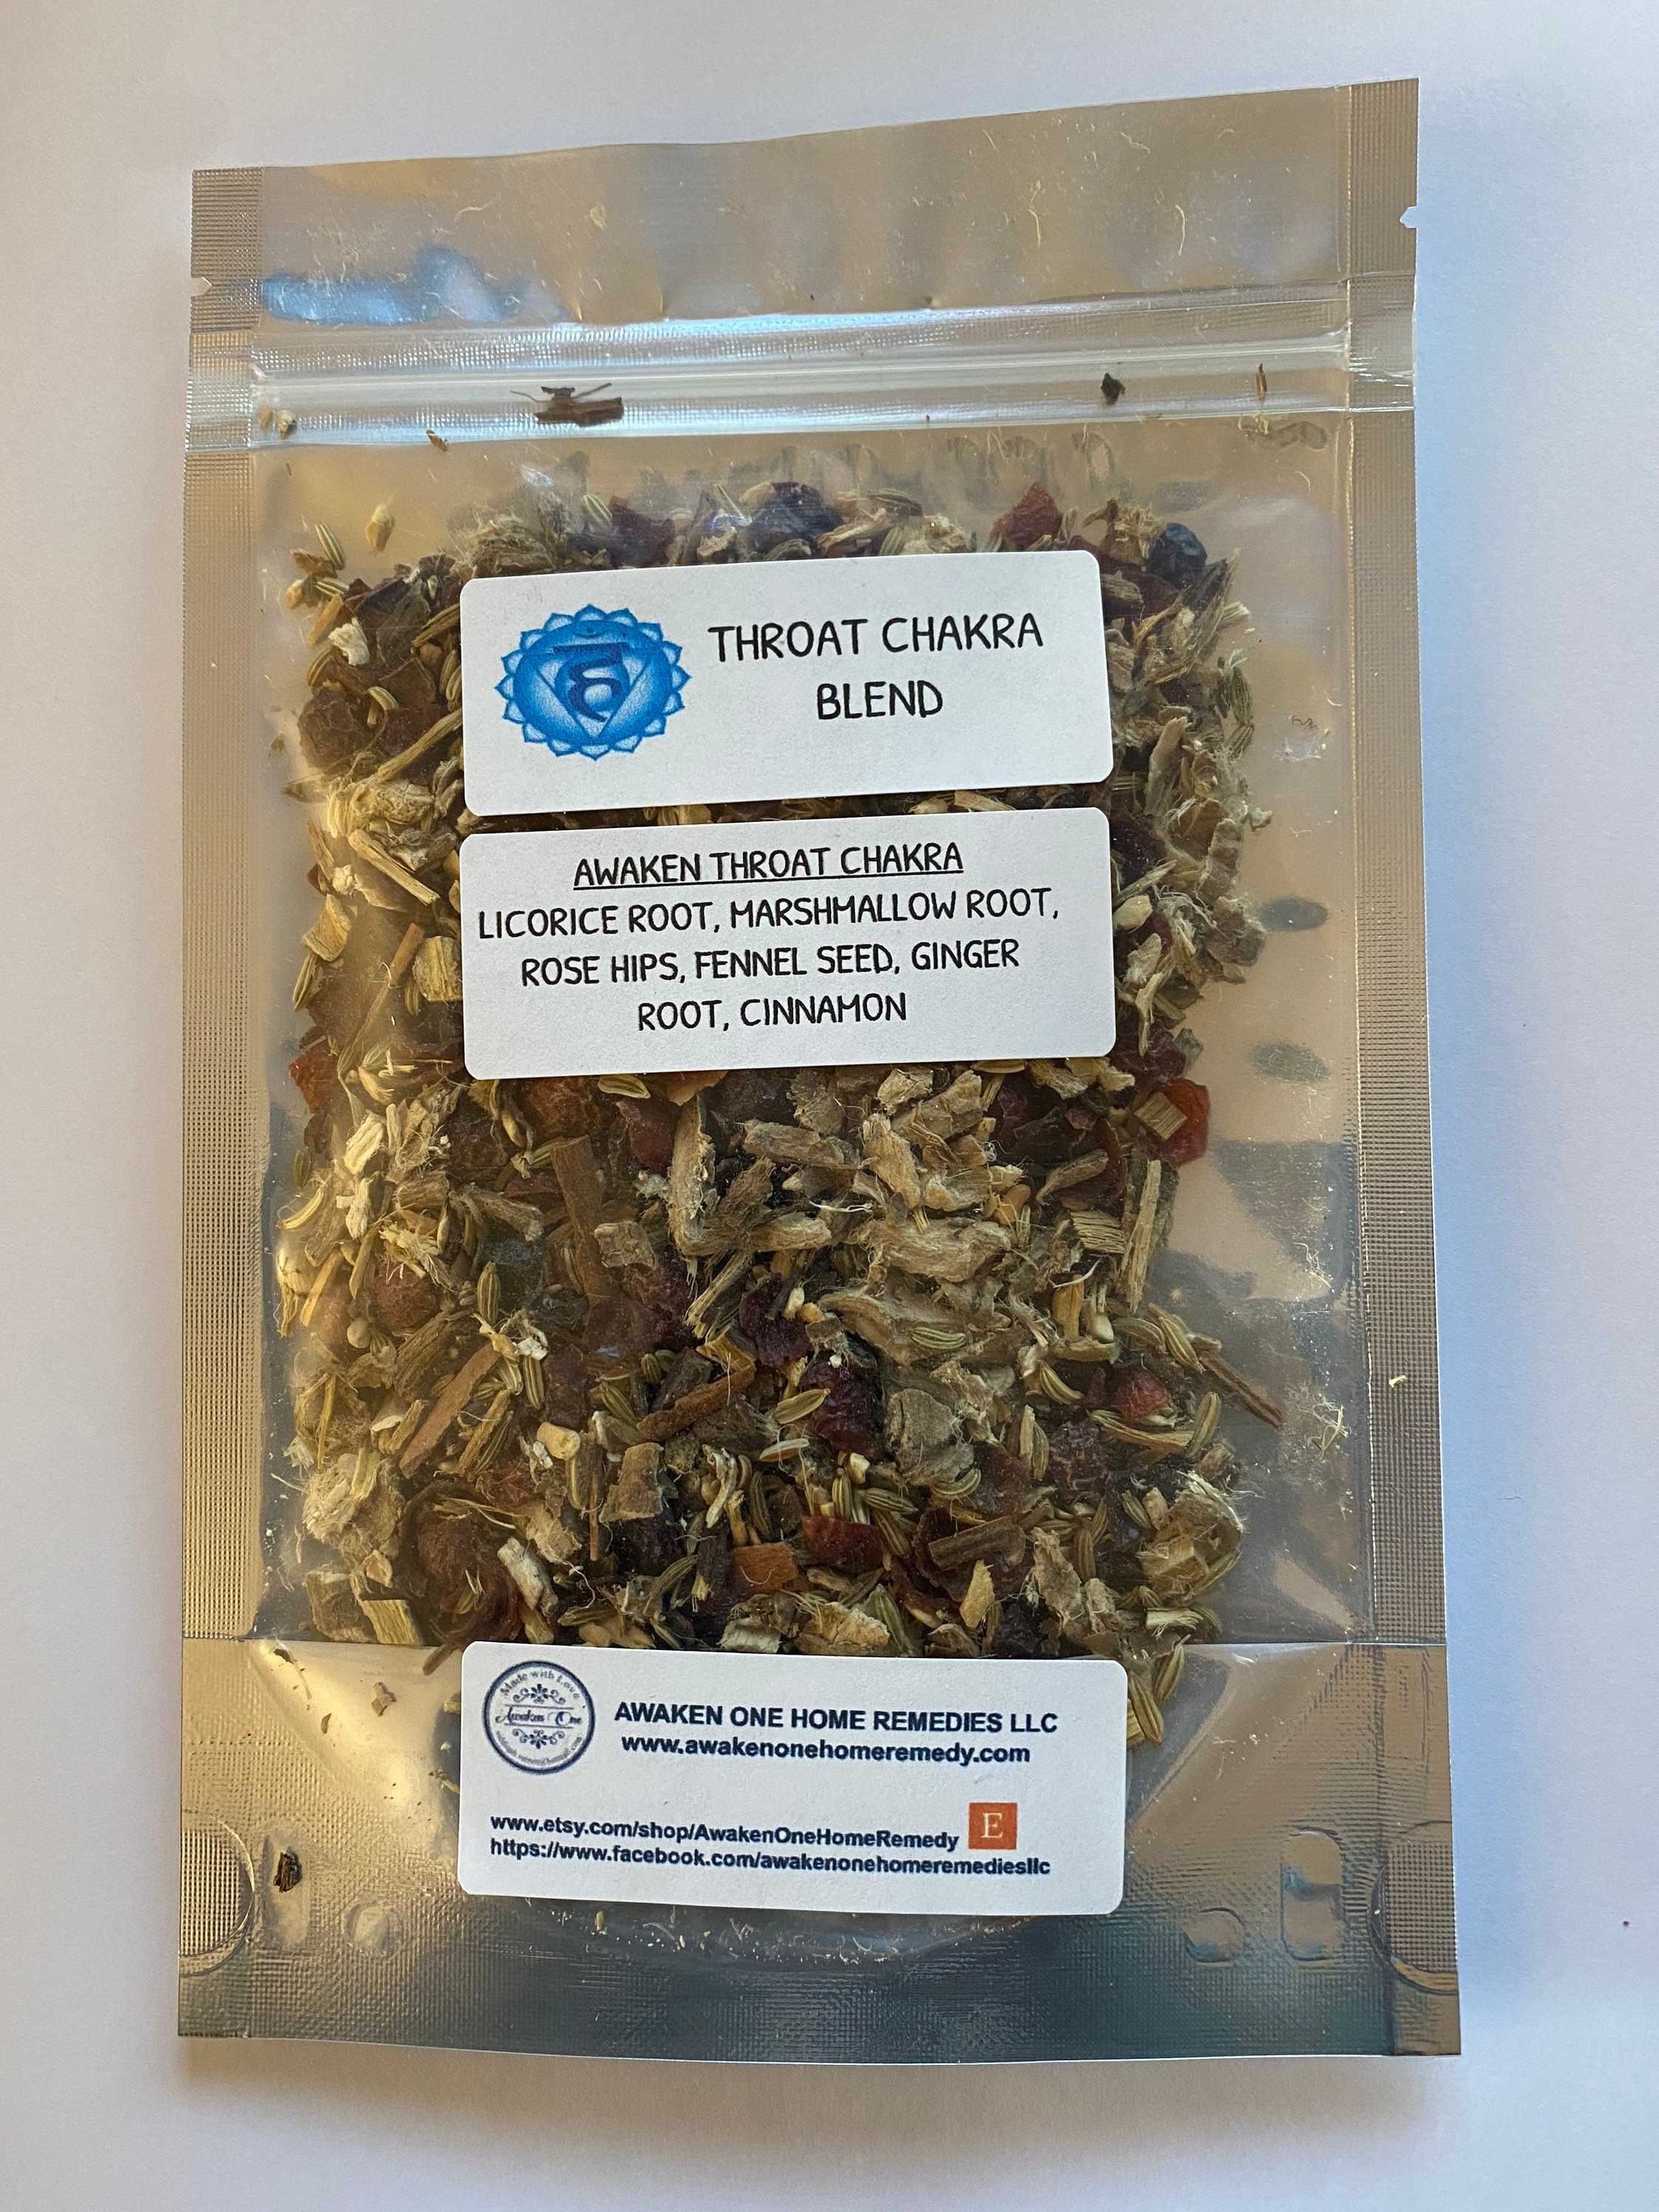 THROAT CHAKRA
BLEND
AWAKEN THROAT CHAKRA
LICORICE ROOT, MARSHMALLOW ROOT,
ROSE HIPS, FENNEL SEED, GINGER
ROOT, CINNAMON
Made with Love
Awaken One
AWAKEN ONE HOME REMEDIES LLC
www.awakenonehomeremedy.com
www.etsy.com/shop/AwakenOneHomeRemedy E
https://www.facebook.com/awakenonehomeremediesllc